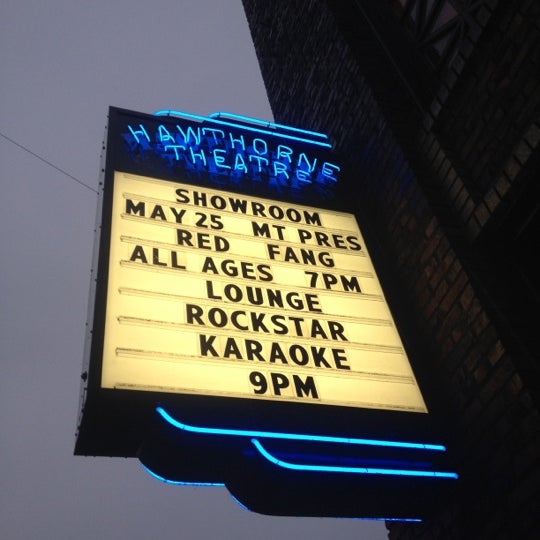 HAWTHORNE
THEATRE
SHOWROOM
MAY 25 MT PRES
RED FANG
ALL AGES 7PM
LOUNGE
ROCKSTAR
KARAOKE
9PM